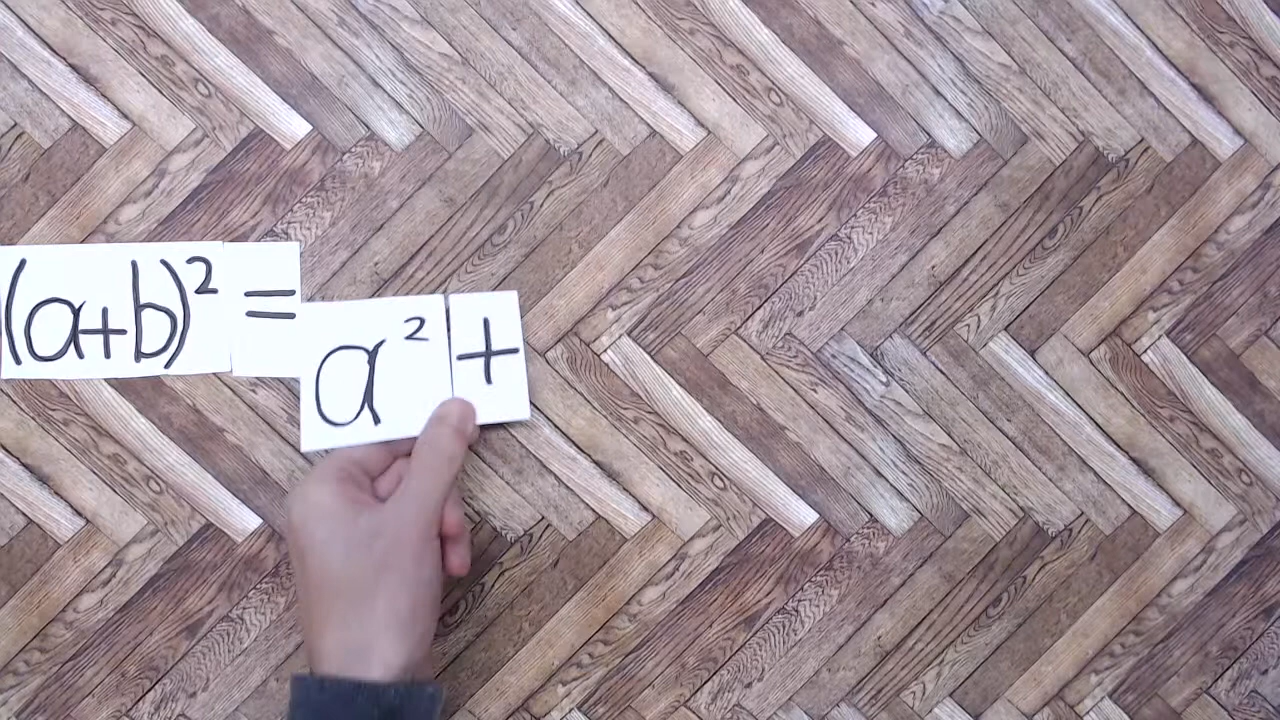 (a+b)² = a² +